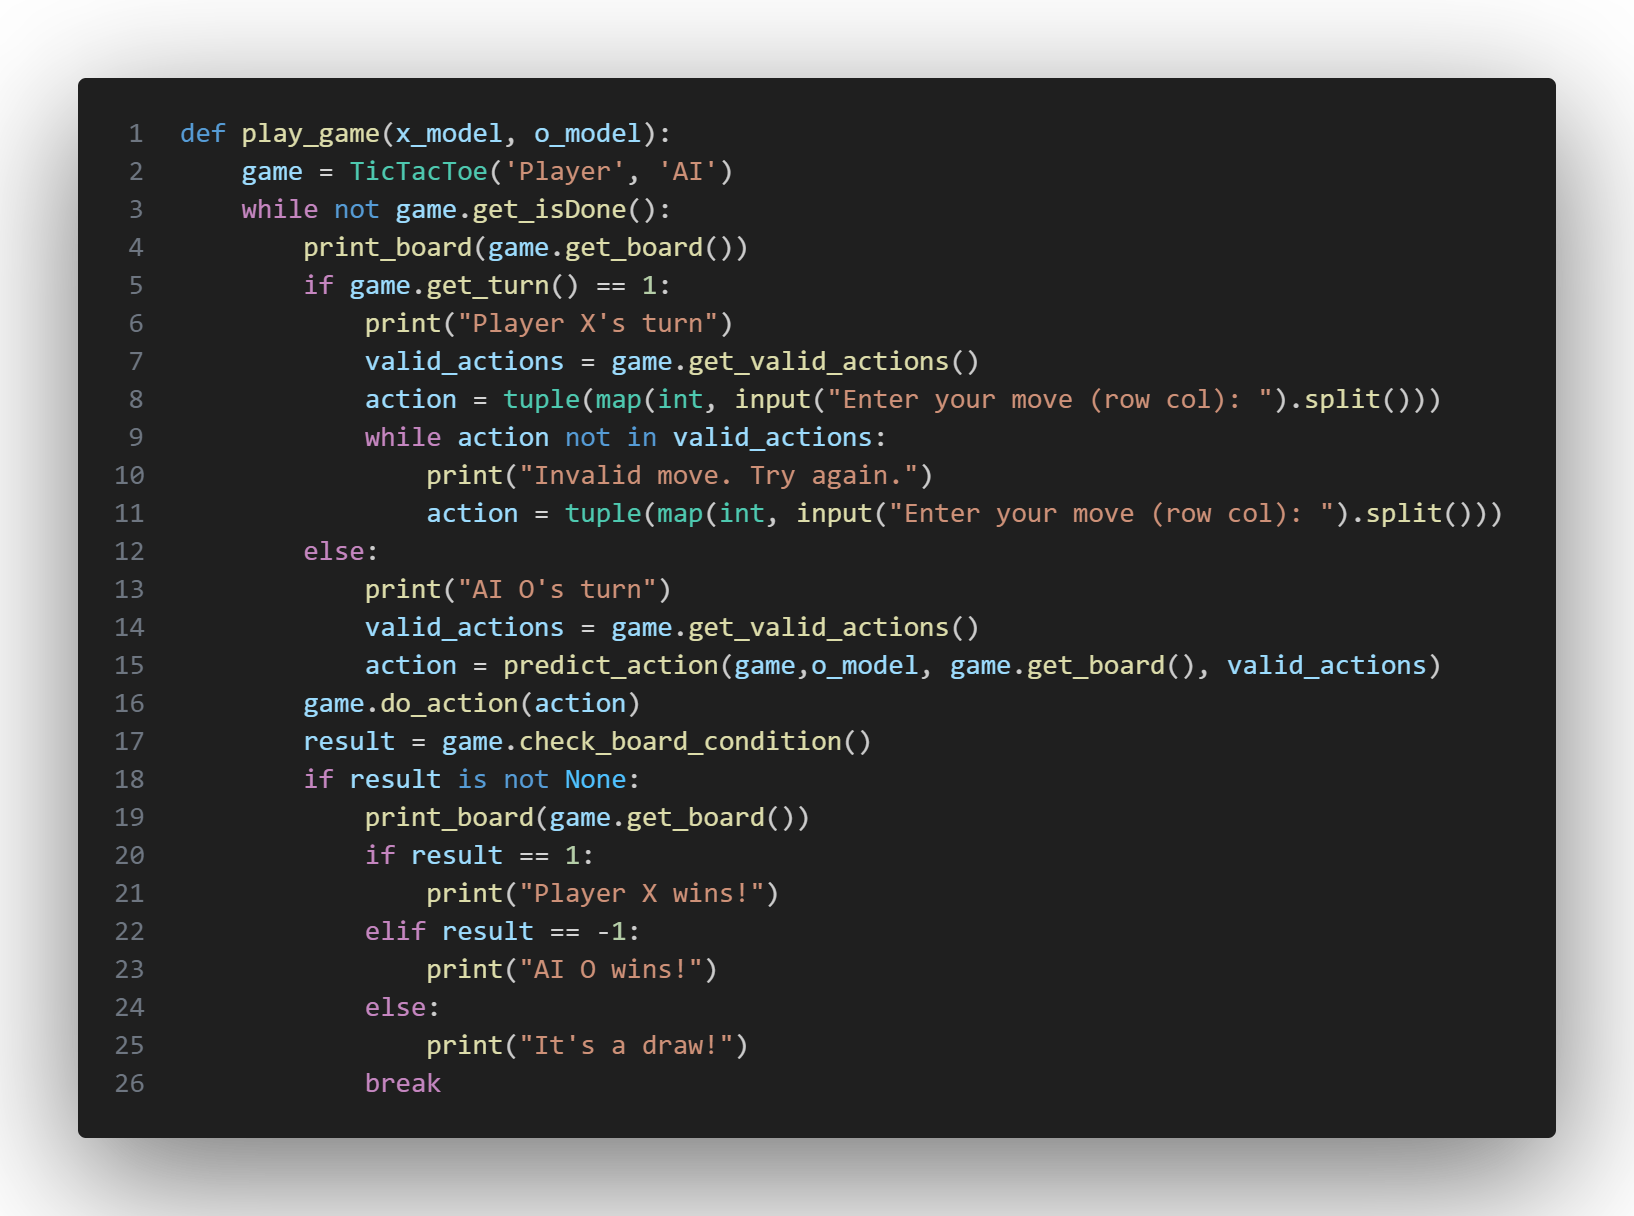 1 def play_game(x_model, o_model):
2     game = TicTacToe('Player', 'AI')
3     while not game.get_isDone():
4         print_board(game.get_board())
5         if game.get_turn() == 1:
6             print("Player X's turn")
7             valid_actions = game.get_valid_actions()
8             action = tuple(map(int, input("Enter your move (row col): ").split()))
9             while action not in valid_actions:
10                 print("Invalid move. Try again.")
11                 action = tuple(map(int, input("Enter your move (row col): ").split()))
12         else:
13             print("AI O's turn")
14             valid_actions = game.get_valid_actions()
15             action = predict_action(game,o_model, game.get_board(), valid_actions)
16         game.do_action(action)
17         result = game.check_board_condition()
18         if result is not None:
19             print_board(game.get_board())
20             if result == 1:
21                 print("Player X wins!")
22             elif result == -1:
23                 print("AI O wins!")
24             else:
25                 print("It's a draw!")
26             break